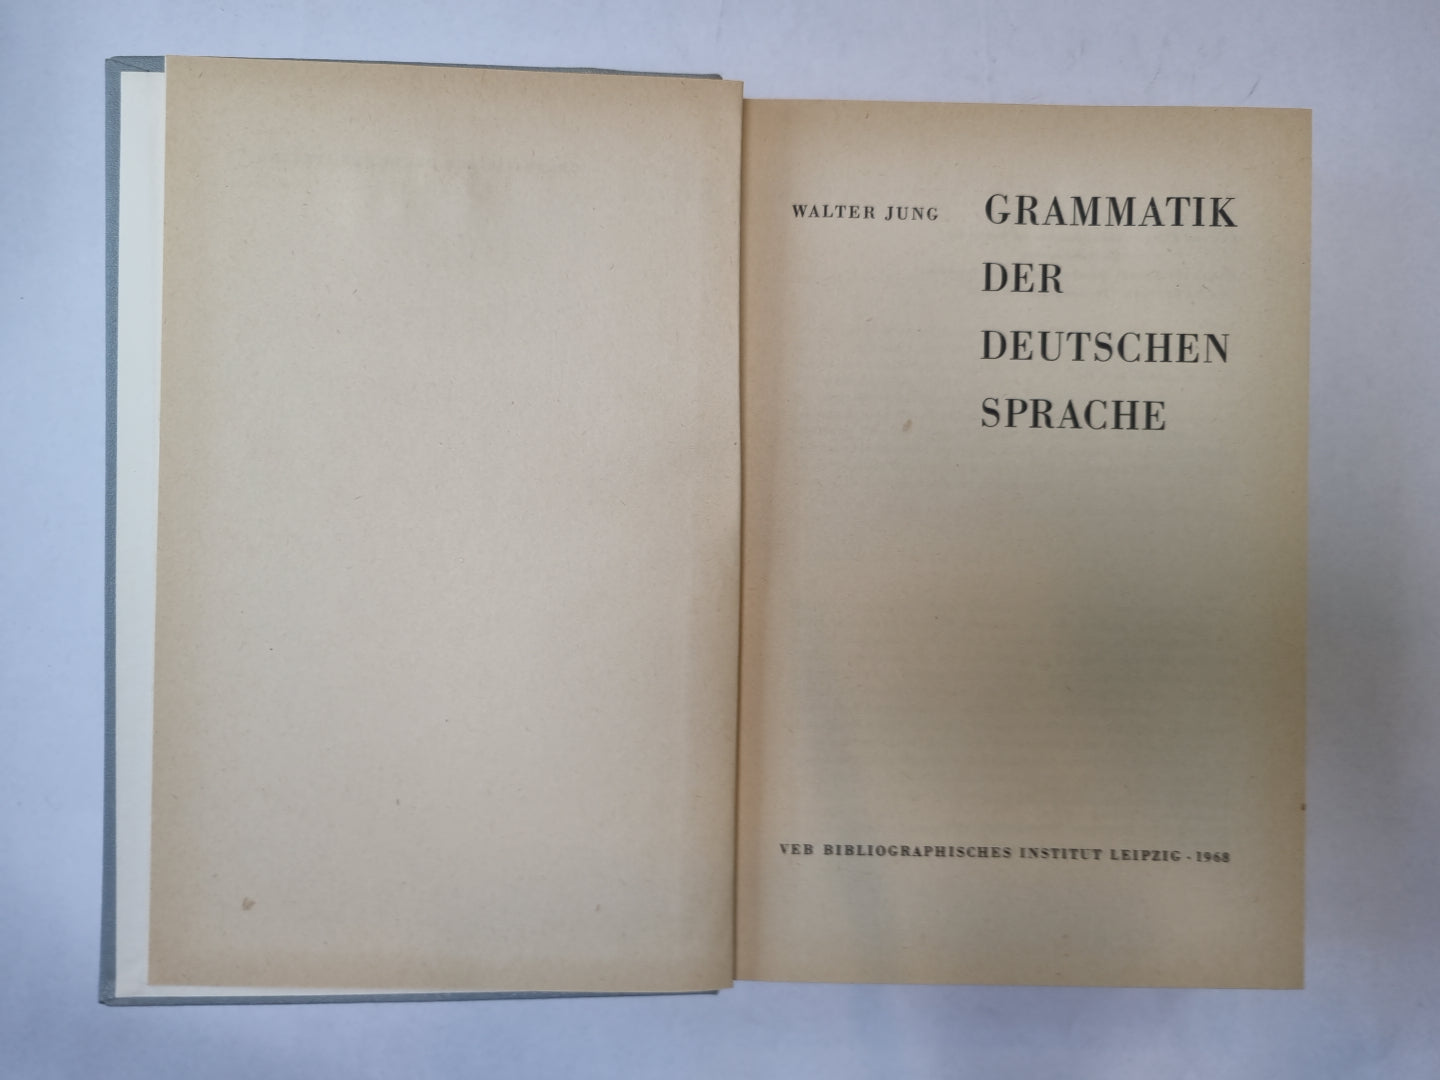 WALTER JUNG
GRAMMATIK
DER
DEUTSCHEN
SPRACHE
VEB BIBLIOGRAPHISCHES INSTITUT LEIPZIG · 1968